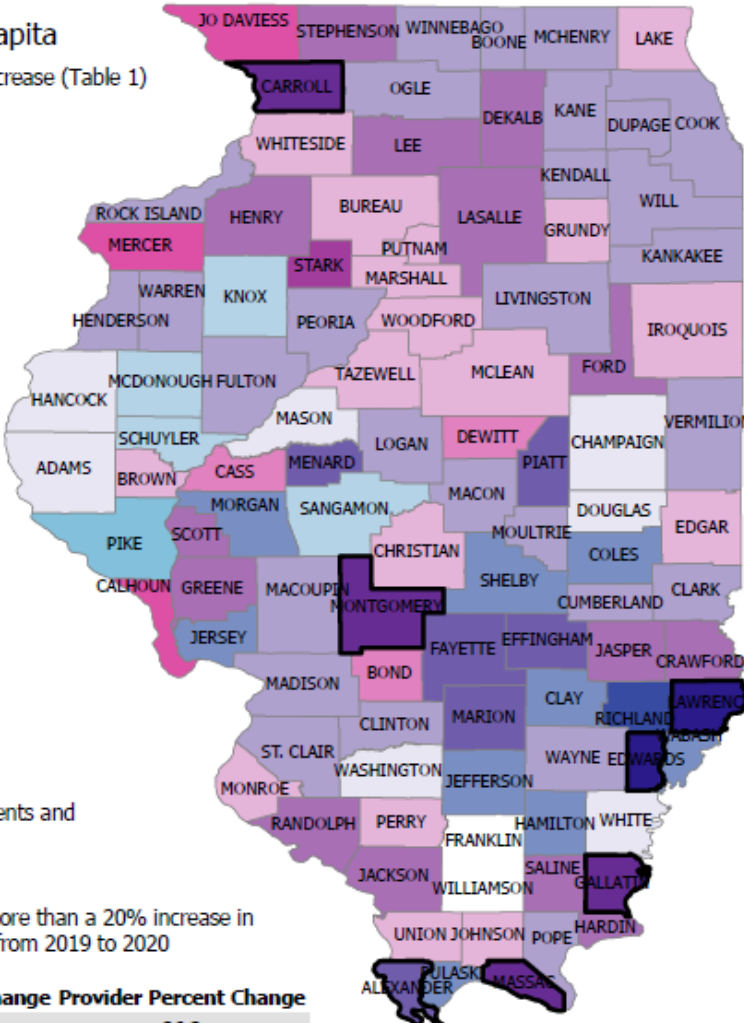 apita
crease (Table 1)
JO DAVIESS
STEPHENSON
WINNEBAGO
BOONE
MCHENRY
LAKE
CARROLL
OGLE
DEKALB
KANE
DUPAGE
COOK
WHITESIDE
LEE
KENDALL
WILL
ROCK ISLAND
HENRY
BUREAU
LASALLE
GRUNDY
MERCER
PUTNAM
KANKAKEE
STARK
MARSHALL
WARREN
KNOX
LIVINGSTON
HENDERSON
PEORIA
WOODFORD
IROQUOIS
FORD
HANCOCK
MCDONOUGH
FULTON
TAZEWELL
MCLEAN
MASON
VERMILION
SCHUYLER
LOGAN
DEWITT
CHAMPAIGN
ADAMS
BROWN
CASS
MENARD
PIATT
MORGAN
SANGAMON
MACON
DOUGLAS
PIKE
SCOTT
CHRISTIAN
MOULTRIE
COLES
EDGAR
CALHOUN
GREENE
MACOUPIN
MONTGOMERY
SHELBY
CUMBERLAND
CLARK
JERSEY
FAYETTE
EFFINGHAM
JASPER
CRAWFORD
MADISON
BOND
CLAY
RICHLAND
LAWRENC
CLINTON
MARION
WABASH
ST. CLAIR
WASHINGTON
WAYNE
EDWARDS
MONROE
JEFFERSON
RANDOLPH
PERRY
FRANKLIN
HAMILTON
WHITE
JACKSON
WILLIAMSON
SALINE
GALLATIN
UNION
JOHNSON
POPE
HARDIN
ALEXANDER
PULASKI
MASSAC
ents and
ore than a 20% increase in
from 2019 to 2020
hange Provider Percent Change